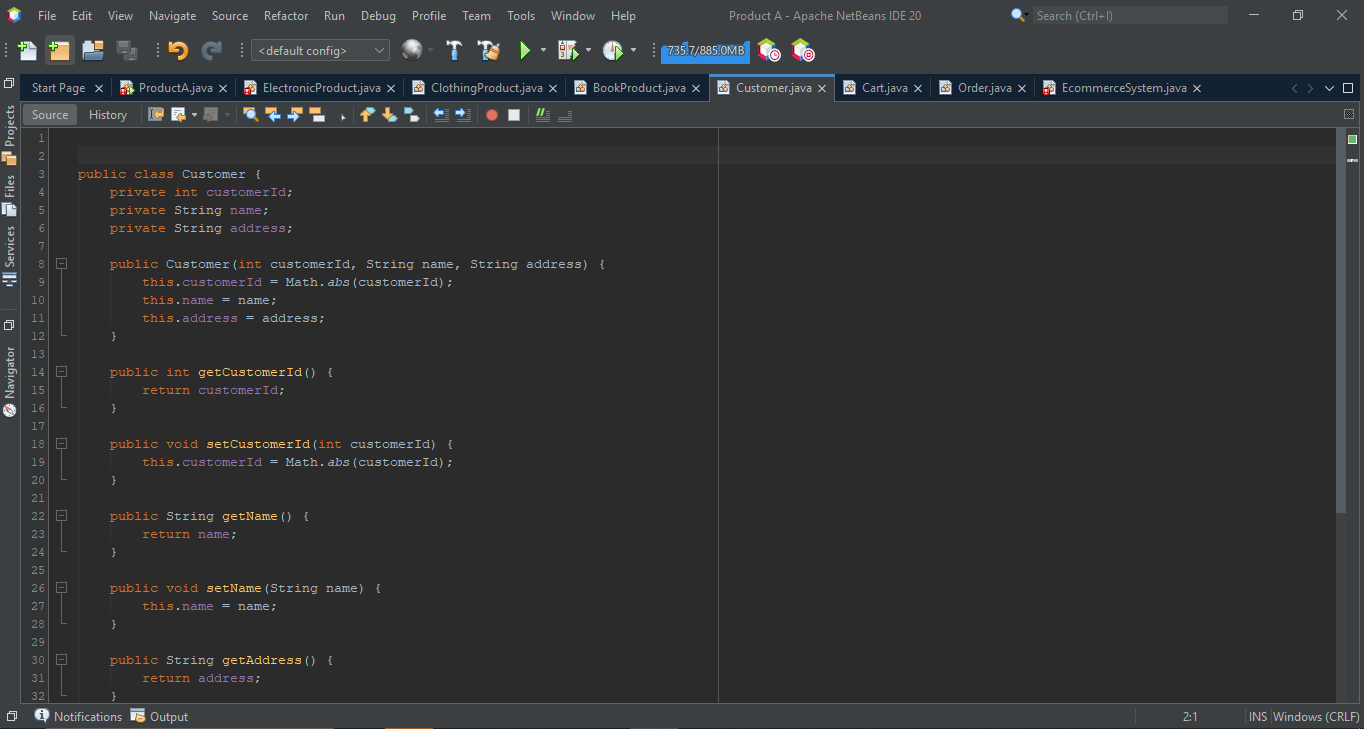 File Edit View Navigate Source Refactor Run Debug Profile Team Tools Window Help Product A - Apache NetBeans IDE 20 Search (Ctrl+I)
<default config> 735.7/885.0MB
Start Page ProductA.java ElectronicProduct.java ClothingProduct.java BookProduct.java Customer.java Cart.java Order.java EcommerceSystem.java
Source History
Projects
Files
Services
Navigator
1
2
3 public class Customer {
4 private int customerId;
5 private String name;
6 private String address;
7
8 public Customer(int customerId, String name, String address) {
9 this.customerId = Math.abs(customerId);
10 this.name = name;
11 this.address = address;
12 }
13
14 public int getCustomerId() {
15 return customerId;
16 }
17
18 public void setCustomerId(int customerId) {
19 this.customerId = Math.abs(customerId);
20 }
21
22 public String getName() {
23 return name;
24 }
25
26 public void setName(String name) {
27 this.name = name;
28 }
29
30 public String getAddress() {
31 return address;
32 }
Notifications Output 2:1 INS Windows (CRLF)